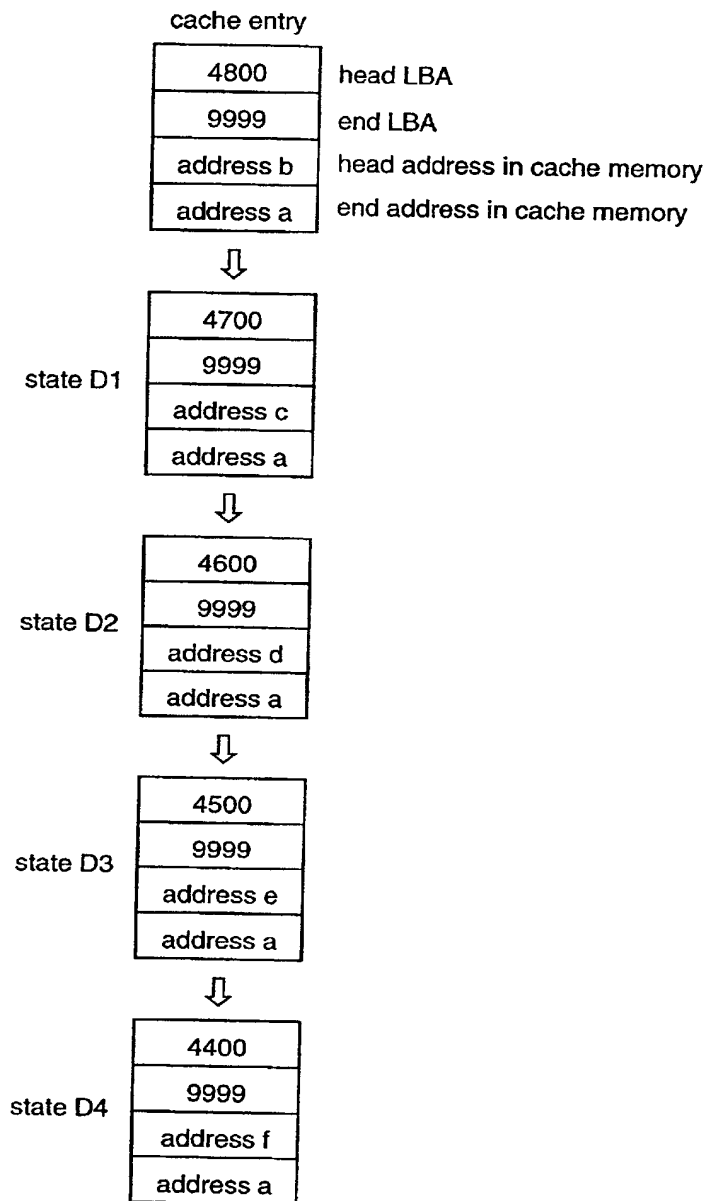 cache entry
4800 head LBA
9999 end LBA
address b head address in cache memory
address a end address in cache memory
4700
9999
state D1
address c
address a
4600
9999
state D2
address d
address a
4500
9999
state D3
address e
address a
4400
9999
state D4
address f
address a